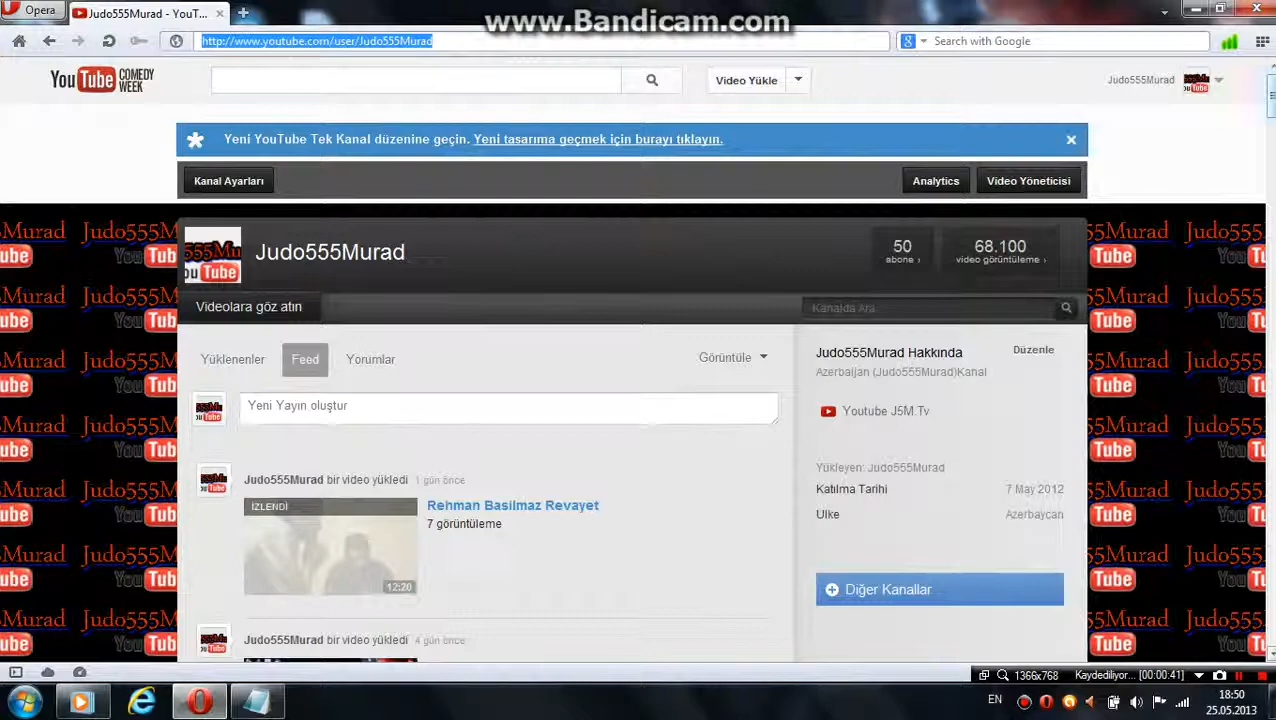 www.Bandicam.com
Opera
Judo555Murad - YouT...
http://www.youtube.com/user/Judo555Murad
Search with Google
YouTube COMEDY WEEK
Video Yükle
Judo555Murad
Yeni YouTube Tek Kanal düzenine geçin. Yeni tasarıma geçmek için burayı tıklayın.
Kanal Ayarları
Analytics
Video Yöneticisi
Judo555Murad
50
abone ›
68.100
video görüntüleme ›
Videolara göz atın
Kanalda Ara
Yüklenenler
Feed
Yorumlar
Görüntüle
Yeni Yayın oluştur
Judo555Murad bir video yükledi 1 gün önce
İZLENDİ
Rehman Basilmaz Revayet
7 görüntüleme
12:20
Judo555Murad bir video yükledi 4 gün önce
Judo555Murad Hakkında
Düzenle
Azerbaijan (Judo555Murad)Kanal
Youtube J5M Tv
Yükleyen: Judo555Murad
Katılma Tarihi 7 May 2012
Ülke Azerbaycan
Diğer Kanallar
1366x768
Kaydediliyor... [00:00:41]
EN
18:50
25.05.2013